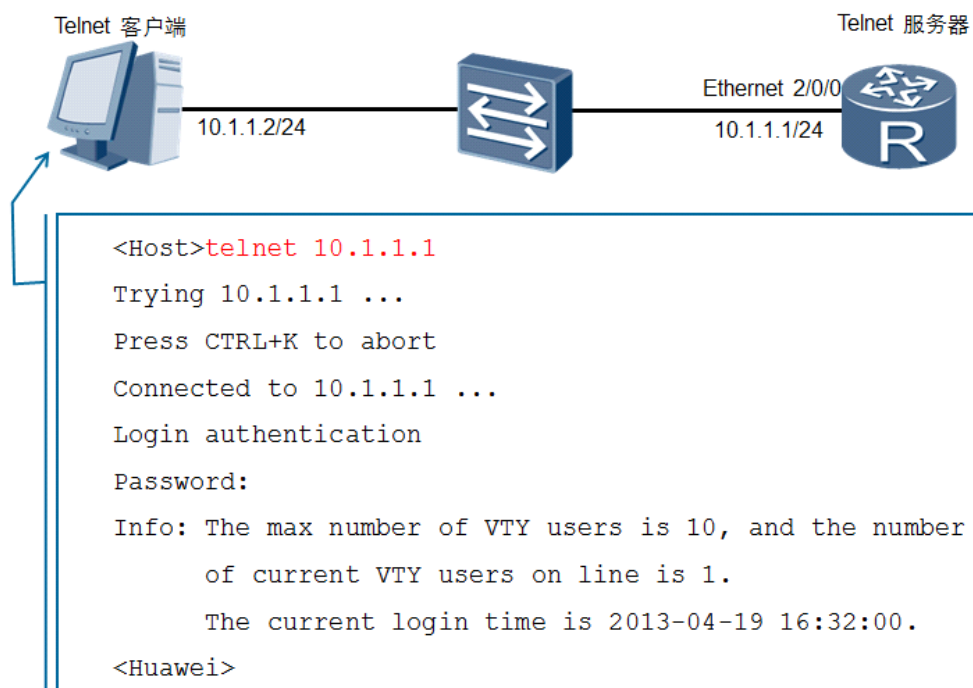 Telnet 客户端
Telnet 服务器
Ethernet 2/0/0
10.1.1.2/24
10.1.1.1/24
R
<Host>telnet 10.1.1.1
Trying 10.1.1.1 ...
Press CTRL+K to abort
Connected to 10.1.1.1 ...
Login authentication
Password:
Info: The max number of VTY users is 10, and the number
of current VTY users on line is 1.
The current login time is 2013-04-19 16:32:00.
<Huawei>